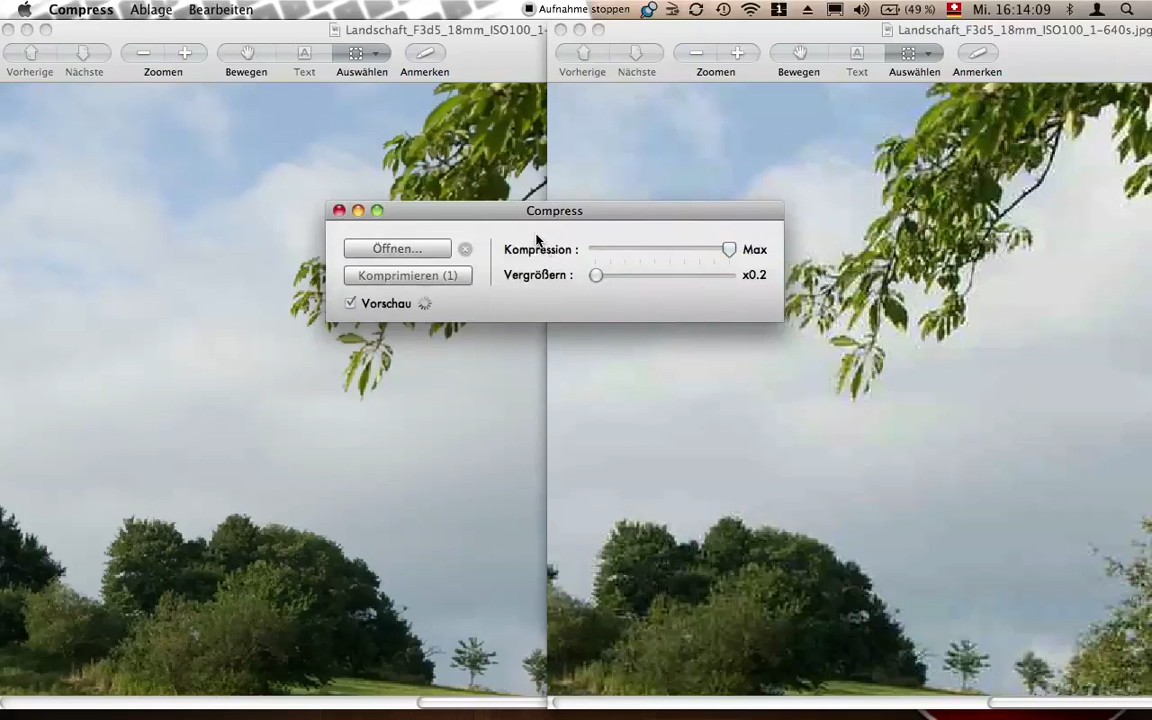 Compress Ablage Bearbeiten Aufnahme stoppen 1 (49 %) Mi. 16:14:09
Landschaft_F3d5_18mm_ISO100_1-
Landschaft_F3d5_18mm_ISO100_1-640s.jpg
Vorherige Nächste Zoomen Bewegen Text Auswählen Anmerken
Vorherige Nächste Zoomen Bewegen Text Auswählen Anmerken
Compress
Öffnen...
Kompression : Max
Komprimieren (1)
Vergrößern : x0.2
Vorschau